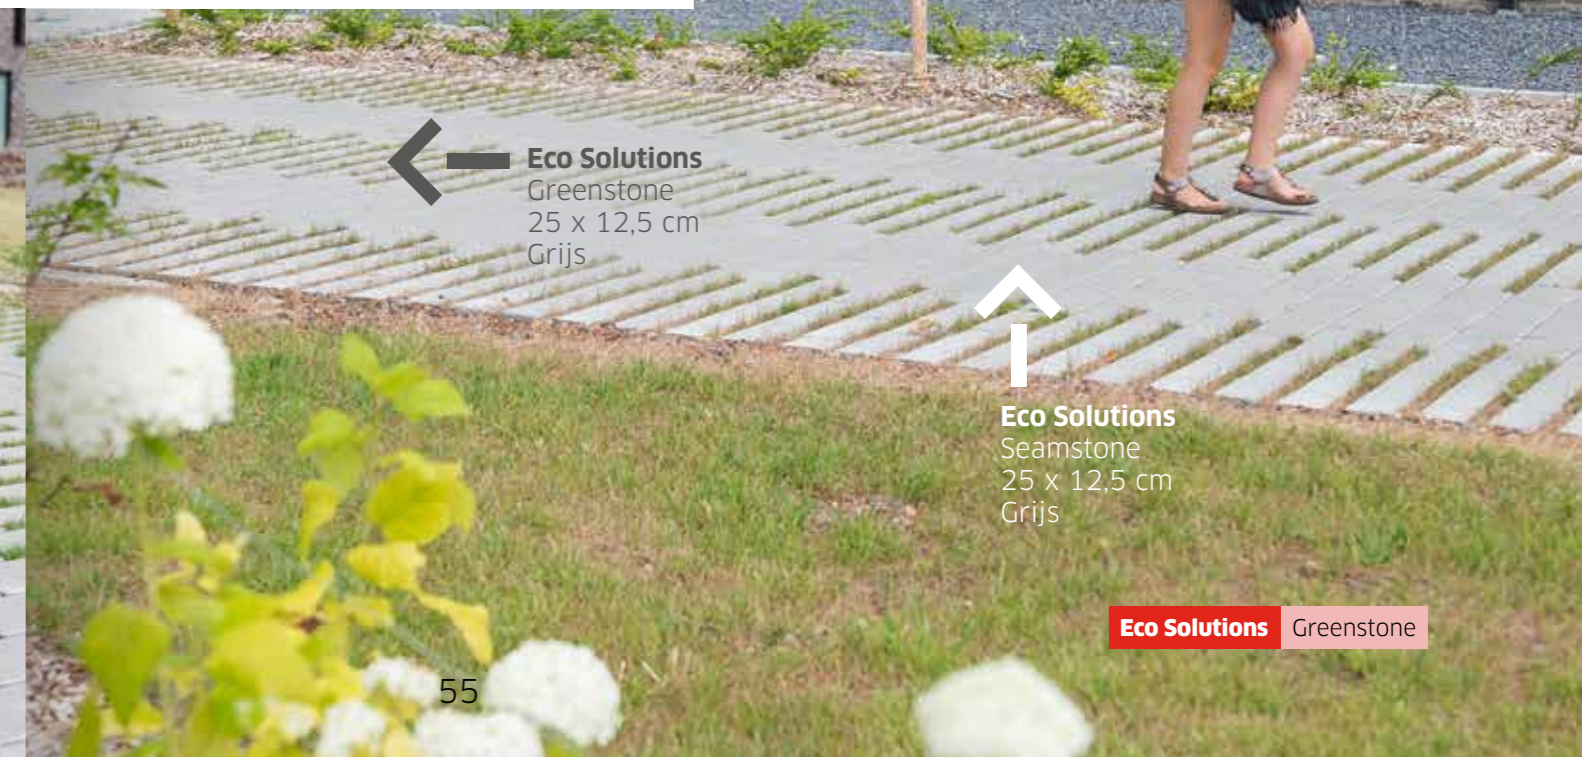 Eco Solutions
Greenstone
25 x 12,5 cm
Grijs
Eco Solutions
Seamstone
25 x 12,5 cm
Grijs
Eco Solutions Greenstone
55